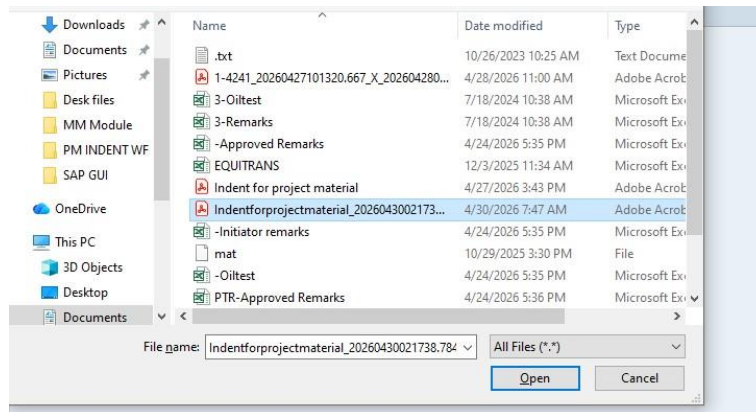 Downloads
Documents
Pictures
Desk files
MM Module
PM INDENT WF
SAP GUI
OneDrive
This PC
3D Objects
Desktop
Documents
Name Date modified Type
.txt 10/26/2023 10:25 AM Text Docume
1-4241_20260427101320.667_X_202604280... 4/28/2026 11:00 AM Adobe Acrob
3-Oiltest 7/18/2024 10:38 AM Microsoft Ex
3-Remarks 7/18/2024 10:38 AM Microsoft Ex
-Approved Remarks 4/24/2026 5:35 PM Microsoft Ex
EQUITRANS 12/3/2025 11:34 AM Microsoft Ex
Indent for project material 4/27/2026 3:43 PM Adobe Acrob
Indentforprojectmaterial_2026043002173... 4/30/2026 7:47 AM Adobe Acrob
-Initiator remarks 4/24/2026 5:35 PM Microsoft Ex
mat 10/29/2025 3:30 PM File
-Oiltest 4/24/2026 5:35 PM Microsoft Ex
PTR-Approved Remarks 4/24/2026 5:36 PM Microsoft Ex
File name: Indentforprojectmaterial_20260430021738.784 All Files (*.*)
Open Cancel